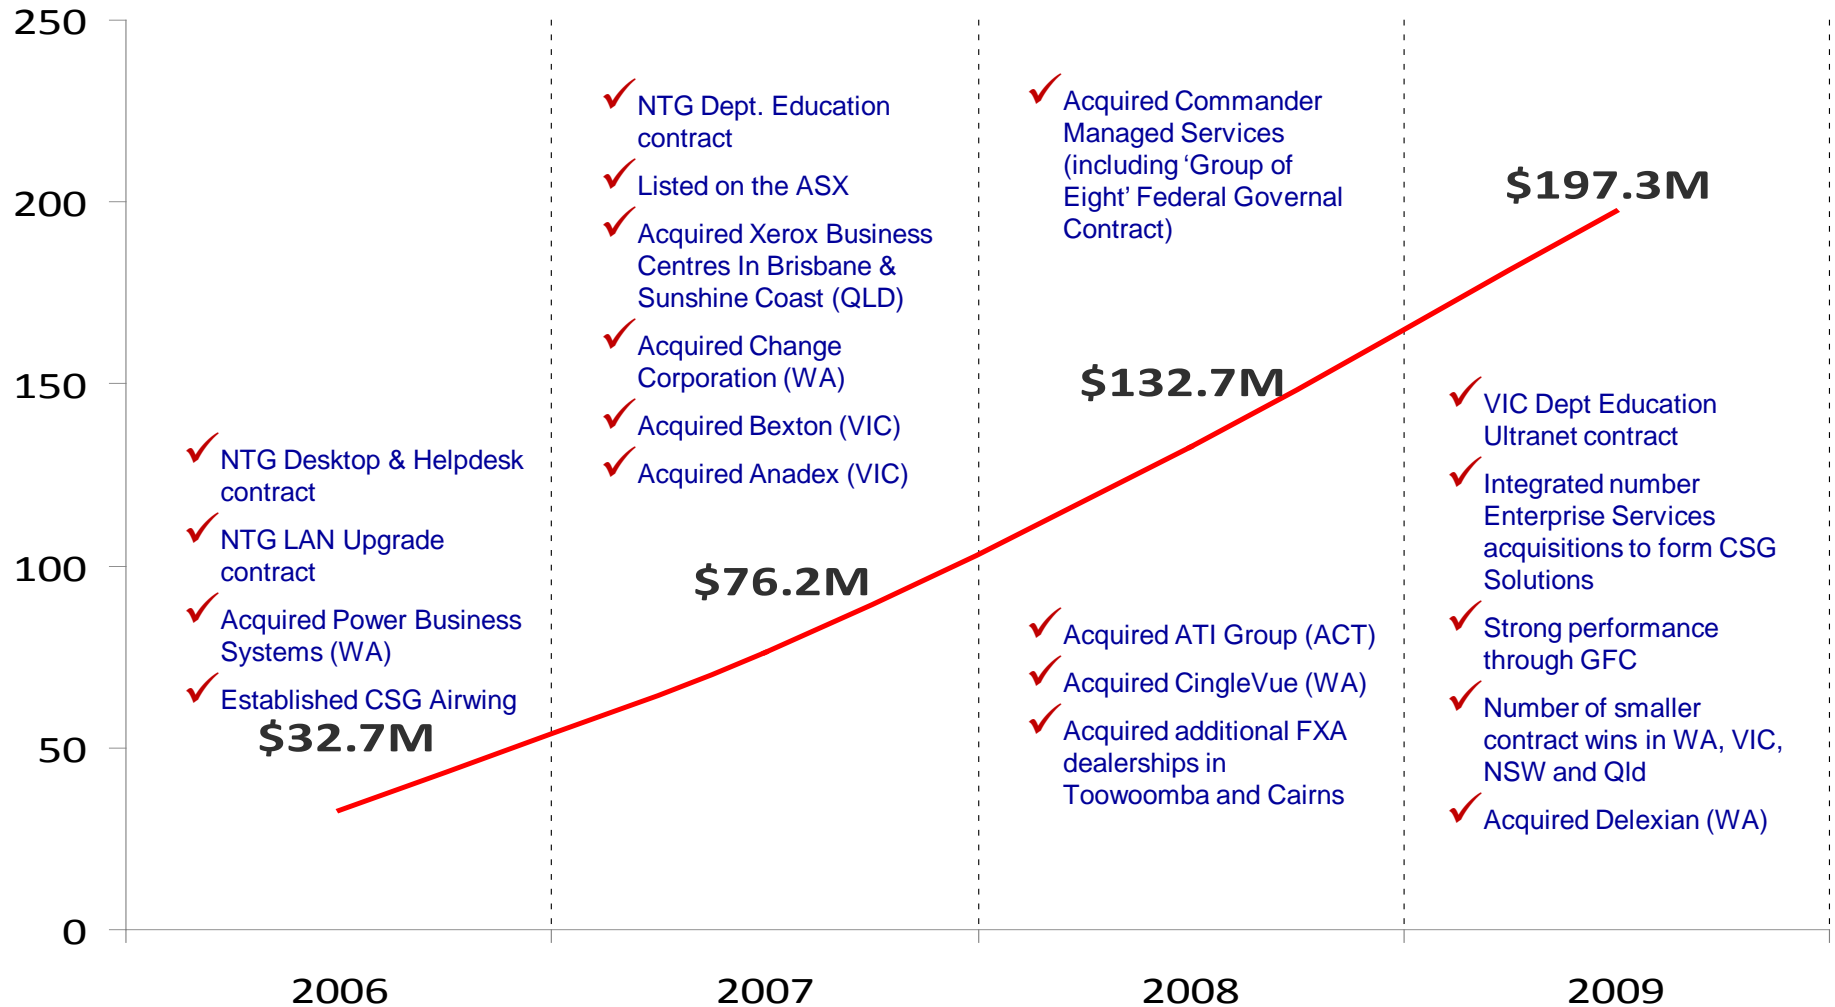 250
200
150
100
50
0
NTG Desktop & Helpdesk
contract
NTG LAN Upgrade
contract
Acquired Power Business
Systems (WA)
Established CSG Airwing
$32.7M
NTG Dept. Education
contract
Listed on the ASX
Acquired Xerox Business
Centres In Brisbane &
Sunshine Coast (QLD)
Acquired Change
Corporation (WA)
Acquired Bexton (VIC)
Acquired Anadex (VIC)
$76.2M
Acquired Commander
Managed Services
(including ‘Group of
Eight’ Federal Governal
Contract)
$132.7M
Acquired ATI Group (ACT)
Acquired CingleVue (WA)
Acquired additional FXA
dealerships in
Toowoomba and Cairns
$197.3M
VIC Dept Education
Ultranet contract
Integrated number
Enterprise Services
acquisitions to form CSG
Solutions
Strong performance
through GFC
Number of smaller
contract wins in WA, VIC,
NSW and Qld
Acquired Delexian (WA)
2006
2007
2008
2009